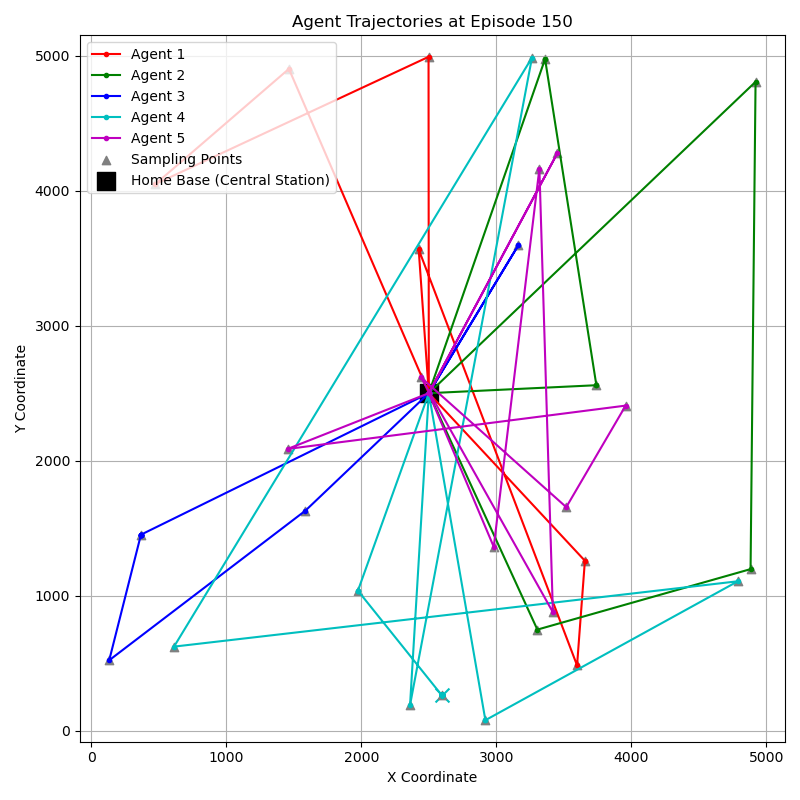 Agent Trajectories at Episode 150
Agent 1
Agent 2
Agent 3
Agent 4
Agent 5
Sampling Points
Home Base (Central Station)
5000
4000
3000
2000
1000
0
Y Coordinate
0 1000 2000 3000 4000 5000
X Coordinate